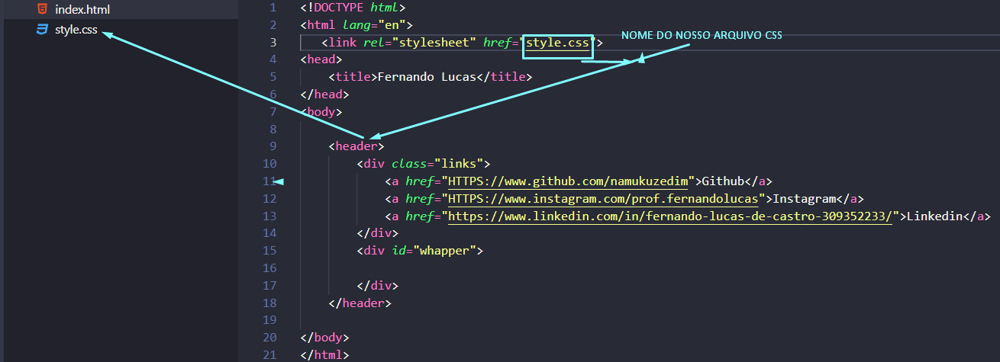 index.html
style.css
NOME DO NOSSO ARQUIVO CSS
1 <!DOCTYPE html>
2 <html lang="en">
3 <link rel="stylesheet" href="style.css">
4 <head>
5 <title>Fernando Lucas</title>
6 </head>
7 <body>
8
9 <header>
10 <div class="links">
11 <a href="HTTPS://www.github.com/namukuzedim">Github</a>
12 <a href="HTTPS://www.instagram.com/prof.fernandolucas">Instagram</a>
13 <a href="https://www.linkedin.com/in/fernando-lucas-de-castro-309352233/">Linkedin</a>
14 </div>
15 <div id="whapper">
16
17 </div>
18 </header>
19
20 </body>
21 </html>